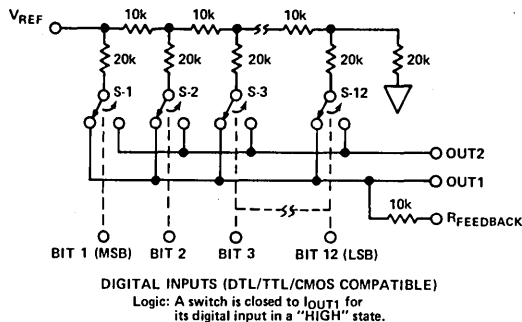 VREF
10k 10k 10k
20k 20k 20k 20k 20k
S-1 S-2 S-3 S-12
OUT2
OUT1
10k
RFEEDBACK
BIT 1 (MSB) BIT 2 BIT 3 BIT 12 (LSB)
DIGITAL INPUTS (DTL/TTL/CMOS COMPATIBLE)
Logic: A switch is closed to IOUT1 for
its digital input in a "HIGH" state.